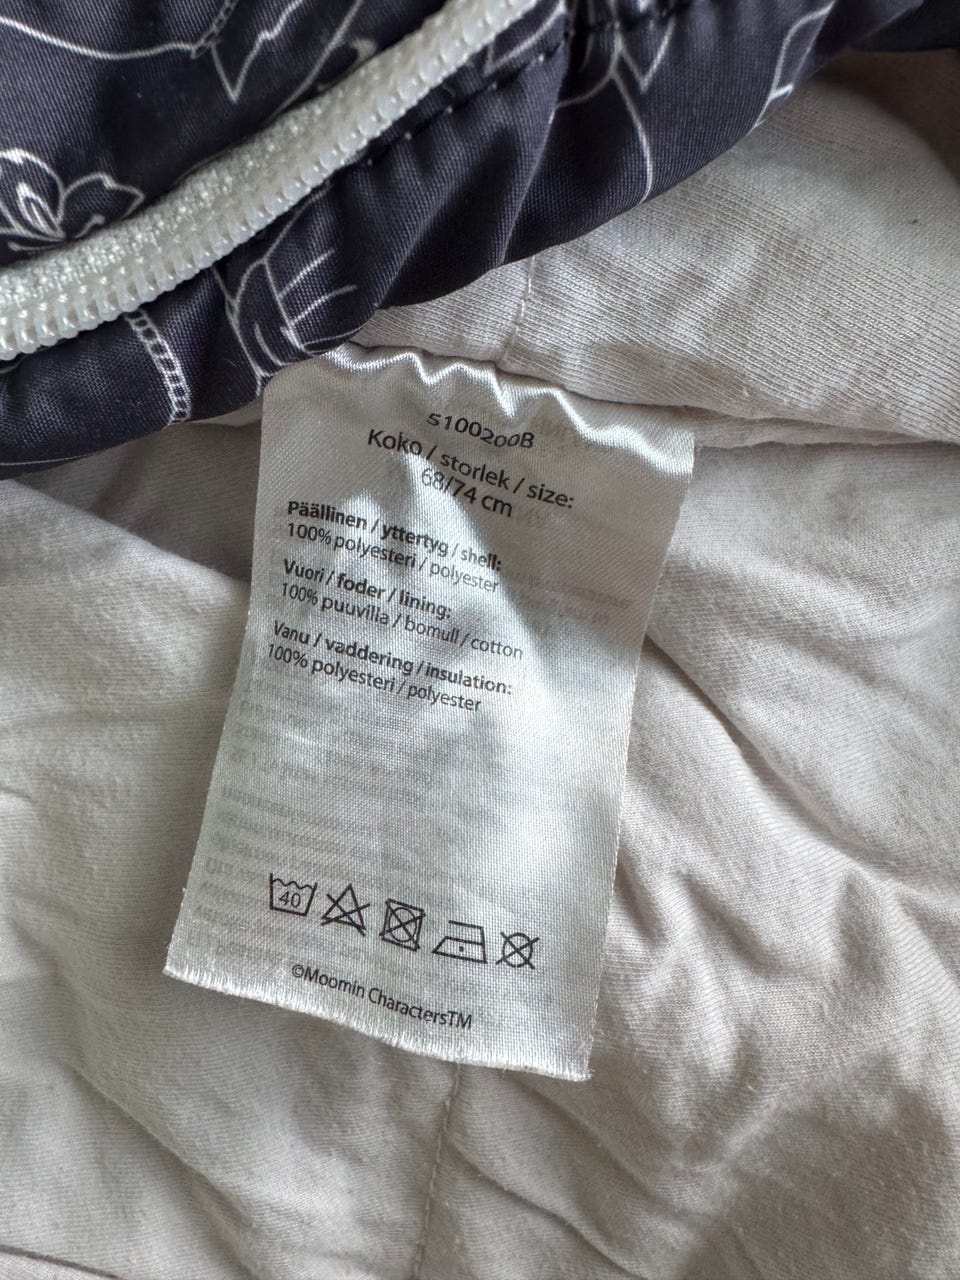 5100200B
Koko / storlek / size:
68/74 cm
Päällinen / yttertyg / shell:
100% polyesteri / polyester
Vuori / foder / lining:
100% puuvilla / bomull / cotton
Vanu / vaddering / insulation:
100% polyesteri / polyester
40
©Moomin CharactersTM